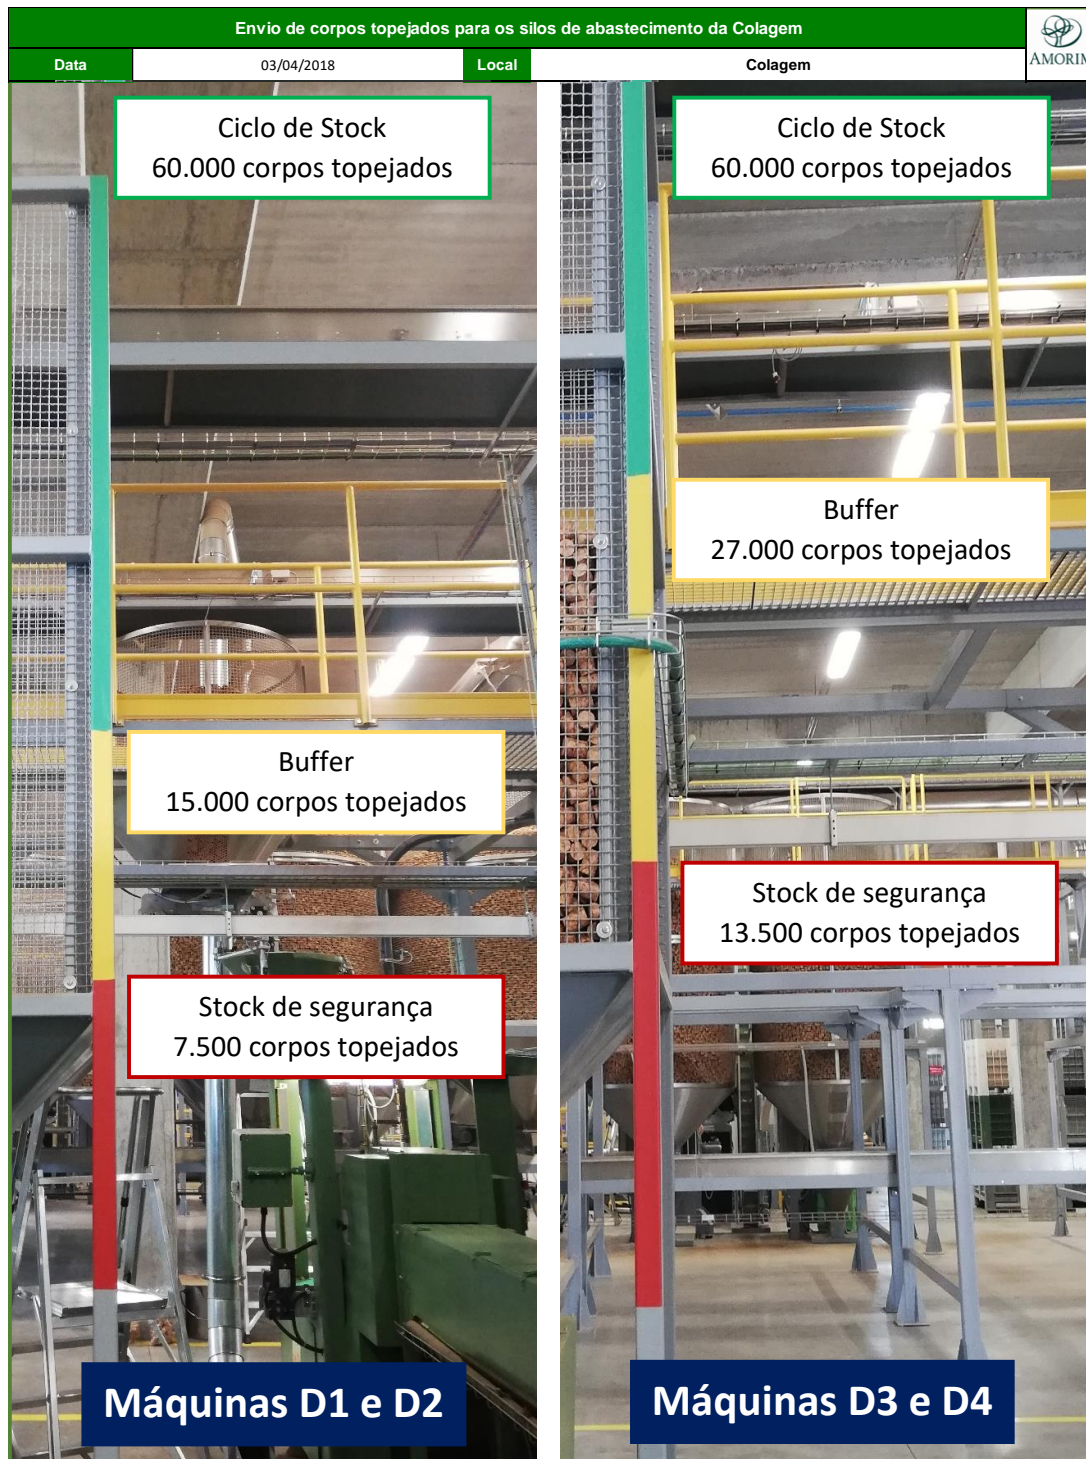 Envio de corpos topejados para os silos de abastecimento da Colagem
Data
03/04/2018
Local
Colagem
AMORIM
Ciclo de Stock
60.000 corpos topejados
Buffer
15.000 corpos topejados
Stock de segurança
7.500 corpos topejados
Máquinas D1 e D2
Ciclo de Stock
60.000 corpos topejados
Buffer
27.000 corpos topejados
Stock de segurança
13.500 corpos topejados
Máquinas D3 e D4